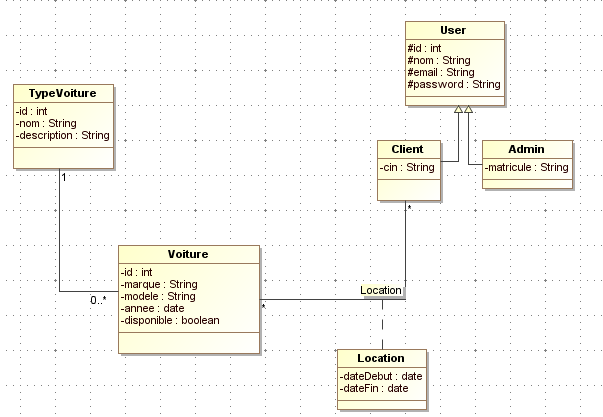 User
#id : int
#nom : String
#email : String
#password : String
TypeVoiture
-id : int
-nom : String
-description : String
Client
-cin : String
Admin
-matricule : String
1
*
Voiture
-id : int
-marque : String
-modele : String
-annee : date
-disponible : boolean
0..*
*
Location
Location
-dateDebut : date
-dateFin : date